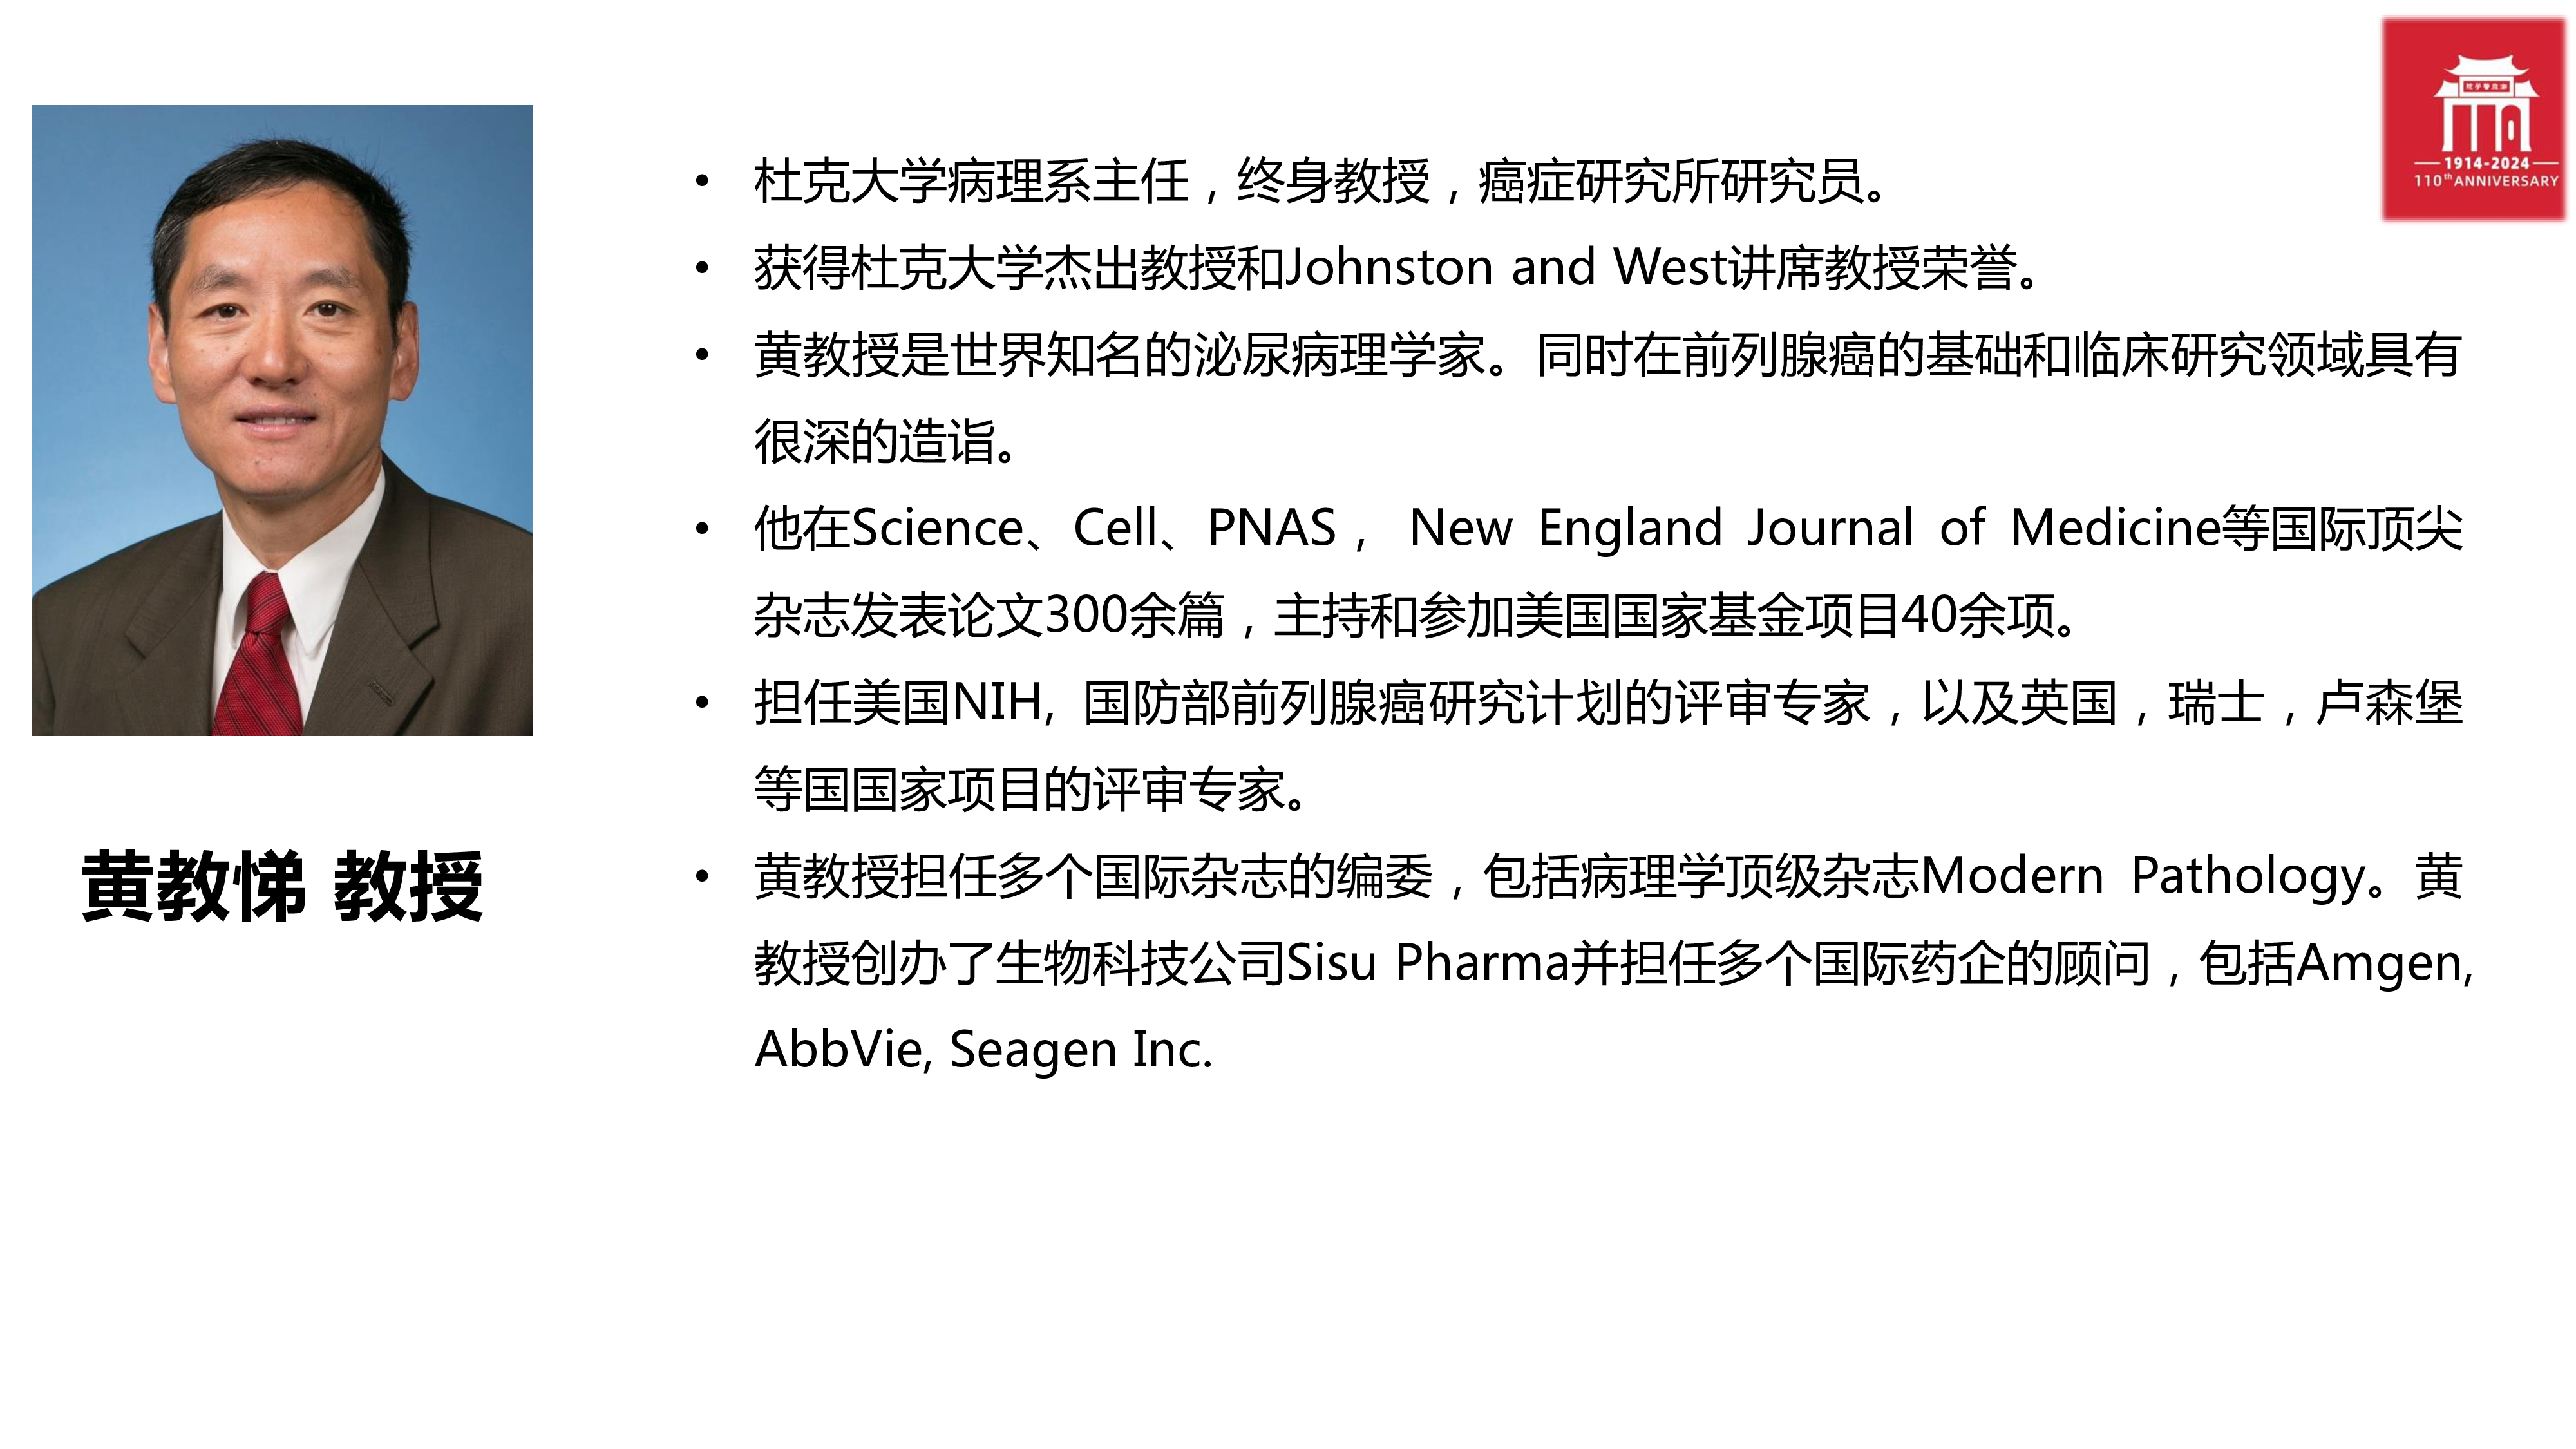 湘雅醫學院
1914-2024
110th ANNIVERSARY
• 杜克大学病理系主任，终身教授，癌症研究所研究员。
• 获得杜克大学杰出教授和Johnston and West讲席教授荣誉。
• 黄教授是世界知名的泌尿病理学家。同时在前列腺癌的基础和临床研究领域具有
很深的造诣。
• 他在Science、Cell、PNAS， New England Journal of Medicine等国际顶尖
杂志发表论文300余篇，主持和参加美国国家基金项目40余项。
• 担任美国NIH, 国防部前列腺癌研究计划的评审专家，以及英国，瑞士，卢森堡
等国国家项目的评审专家。
• 黄教授担任多个国际杂志的编委，包括病理学顶级杂志Modern Pathology。黄
教授创办了生物科技公司Sisu Pharma并担任多个国际药企的顾问，包括Amgen,
AbbVie, Seagen Inc.
黄教悌 教授